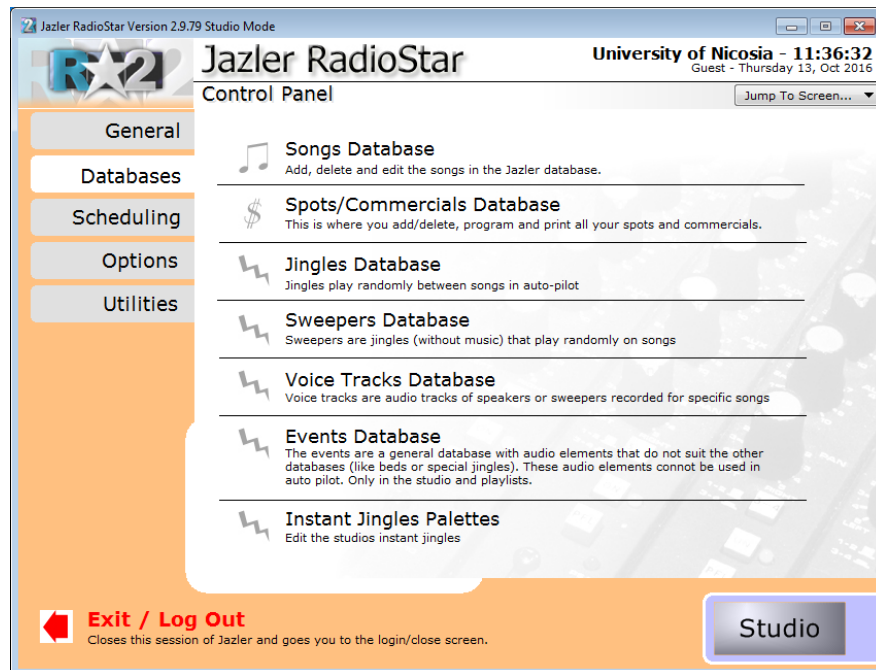 Jazler RadioStar Version 2.9.79 Studio Mode
R 2
Jazler RadioStar
University of Nicosia - 11:36:32
Guest - Thursday 13, Oct 2016
Control Panel
Jump To Screen...
General
Databases
Scheduling
Options
Utilities
Songs Database
Add, delete and edit the songs in the Jazler database.
$
Spots/Commercials Database
This is where you add/delete, program and print all your spots and commercials.
Jingles Database
Jingles play randomly between songs in auto-pilot
Sweepers Database
Sweepers are jingles (without music) that play randomly on songs
Voice Tracks Database
Voice tracks are audio tracks of speakers or sweepers recorded for specific songs
Events Database
The events are a general database with audio elements that do not suit the other
databases (like beds or special jingles). These audio elements connot be used in
auto pilot. Only in the studio and playlists.
Instant Jingles Palettes
Edit the studios instant jingles
Exit / Log Out
Closes this session of Jazler and goes you to the login/close screen.
Studio